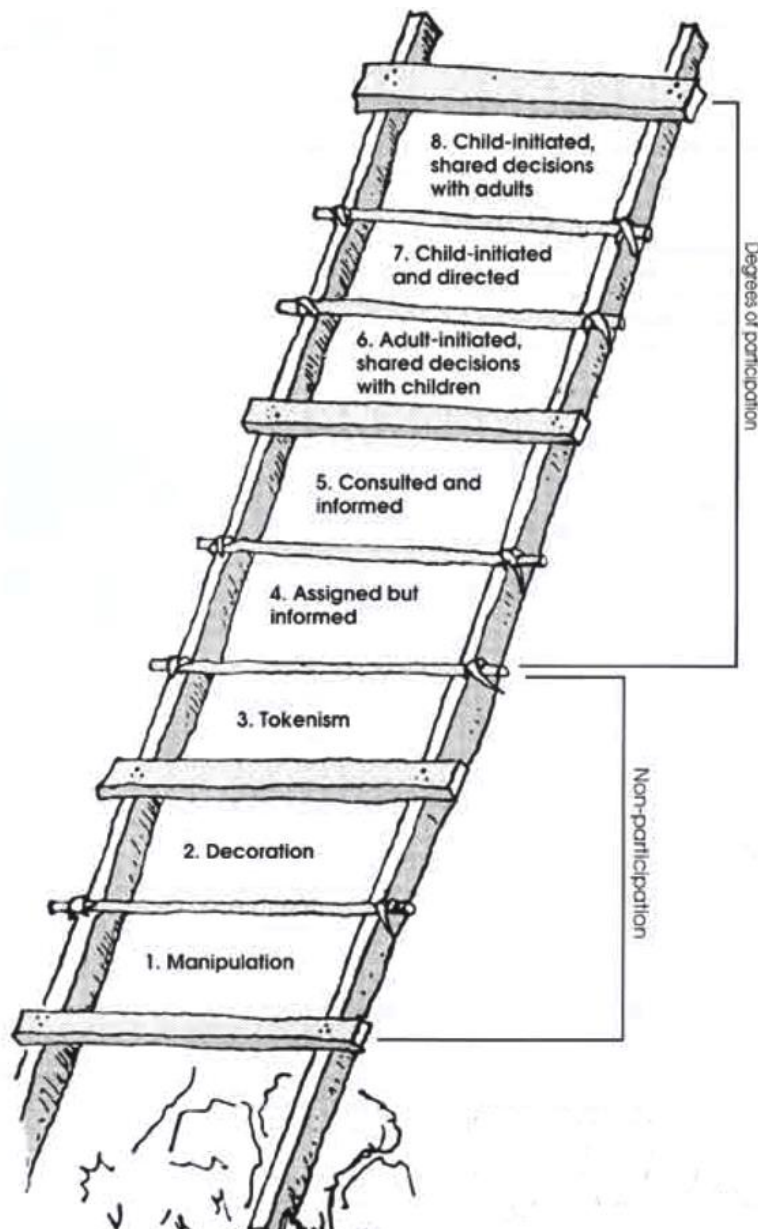 8. Child-initiated,
shared decisions
with adults
7. Child-initiated
and directed
6. Adult-initiated,
shared decisions
with children
5. Consulted and
informed
4. Assigned but
informed
3. Tokenism
2. Decoration
1. Manipulation
Degrees of participation
Non-participation